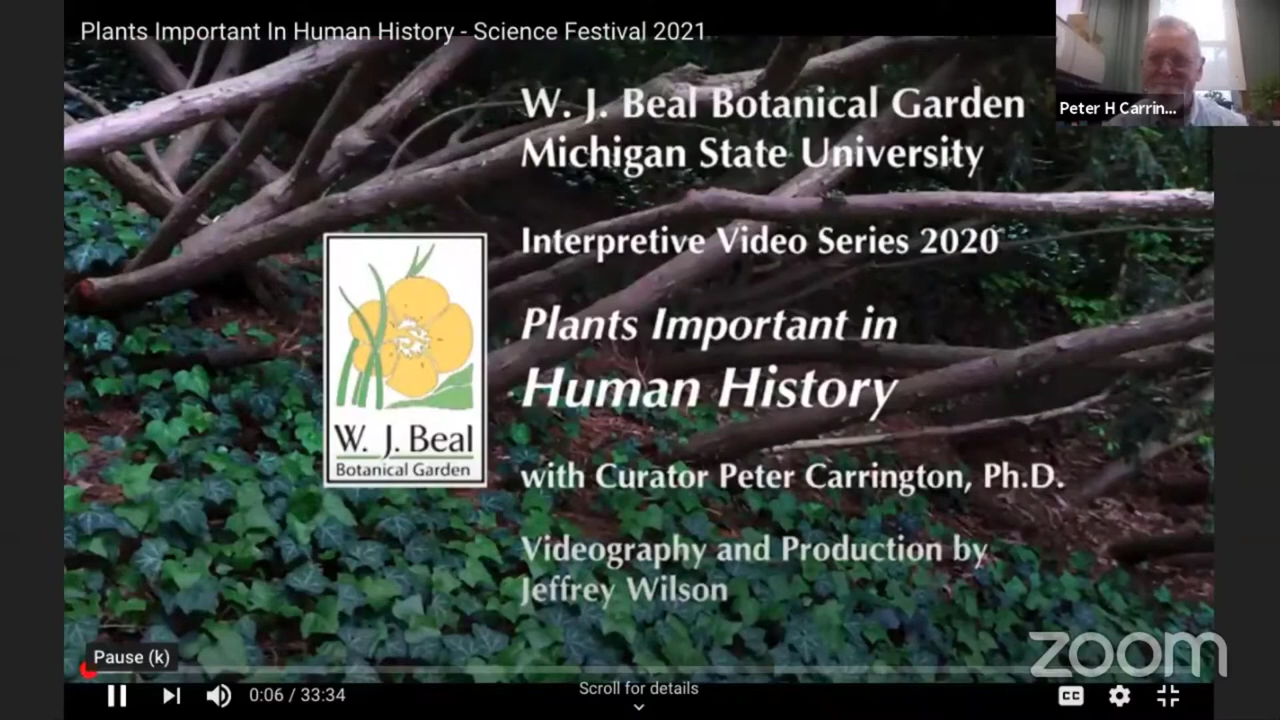 Plants Important In Human History - Science Festival 2021
Peter H Carrin...
W. J. Beal Botanical Garden
Michigan State University
Interpretive Video Series 2020
Plants Important in
Human History
with Curator Peter Carrington, Ph.D.
Videography and Production by
Jeffrey Wilson
W. J. Beal
Botanical Garden
Pause (k)
0:06 / 33:34
Scroll for details
CC
zoom